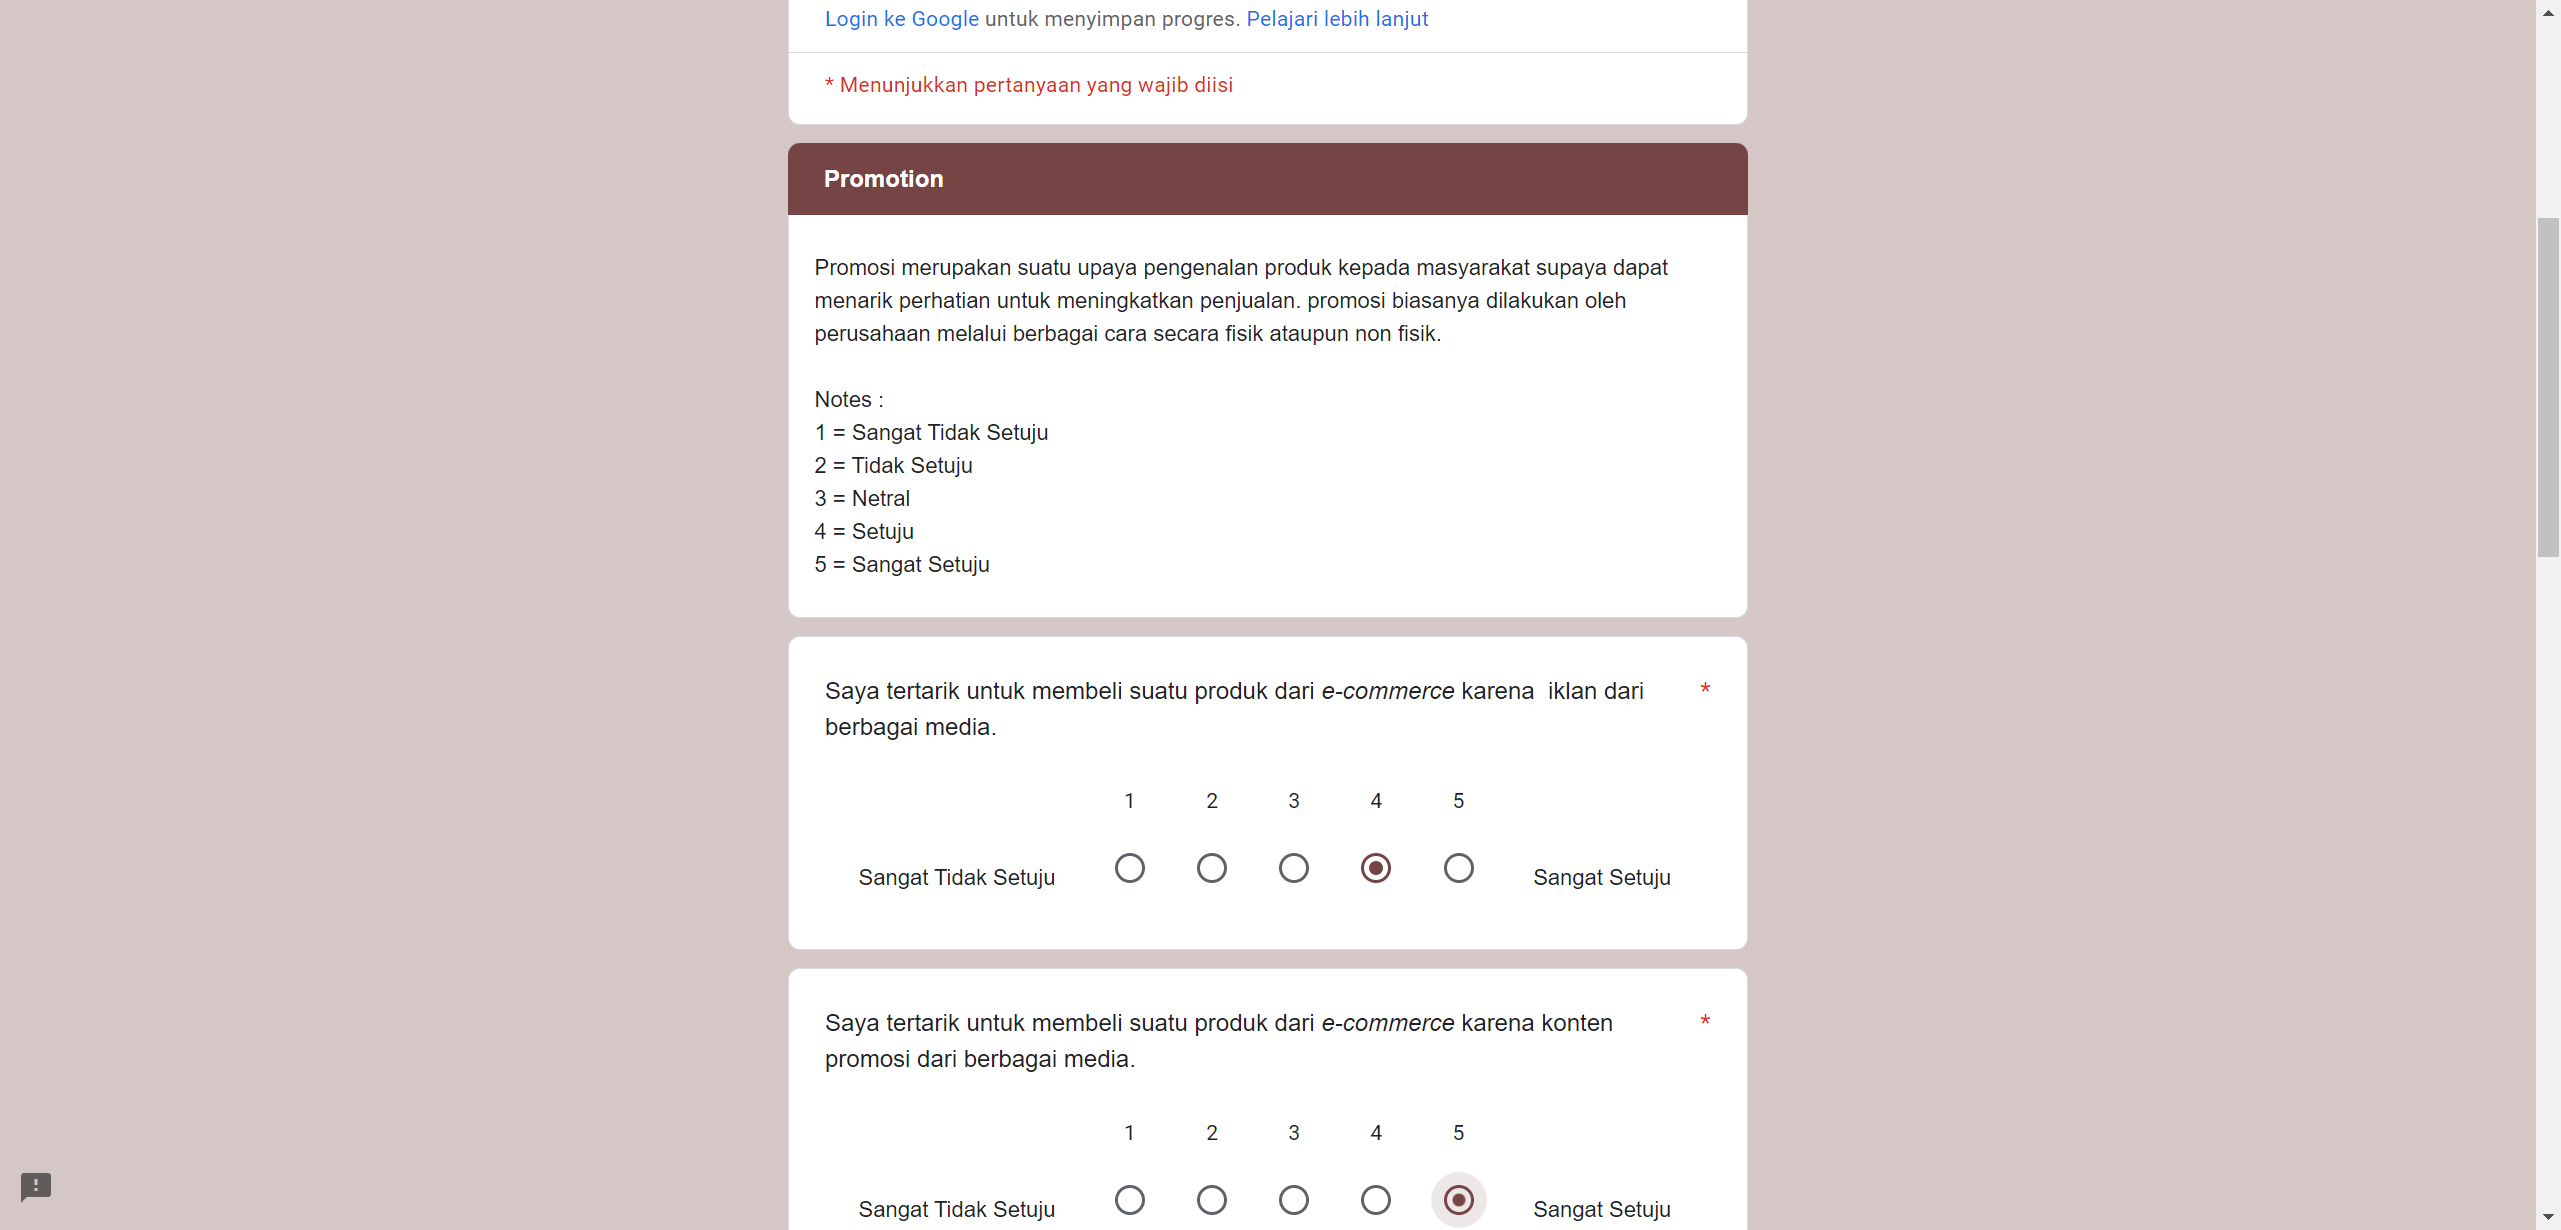 Login ke Google untuk menyimpan progres. Pelajari lebih lanjut
* Menunjukkan pertanyaan yang wajib diisi
Promotion
Promosi merupakan suatu upaya pengenalan produk kepada masyarakat supaya dapat
menarik perhatian untuk meningkatkan penjualan. promosi biasanya dilakukan oleh
perusahaan melalui berbagai cara secara fisik ataupun non fisik.
Notes :
1 = Sangat Tidak Setuju
2 = Tidak Setuju
3 = Netral
4 = Setuju
5 = Sangat Setuju
Saya tertarik untuk membeli suatu produk dari e-commerce karena  iklan dari *
berbagai media.
1 2 3 4 5
Sangat Tidak Setuju Sangat Setuju
Saya tertarik untuk membeli suatu produk dari e-commerce karena konten *
promosi dari berbagai media.
1 2 3 4 5
Sangat Tidak Setuju Sangat Setuju